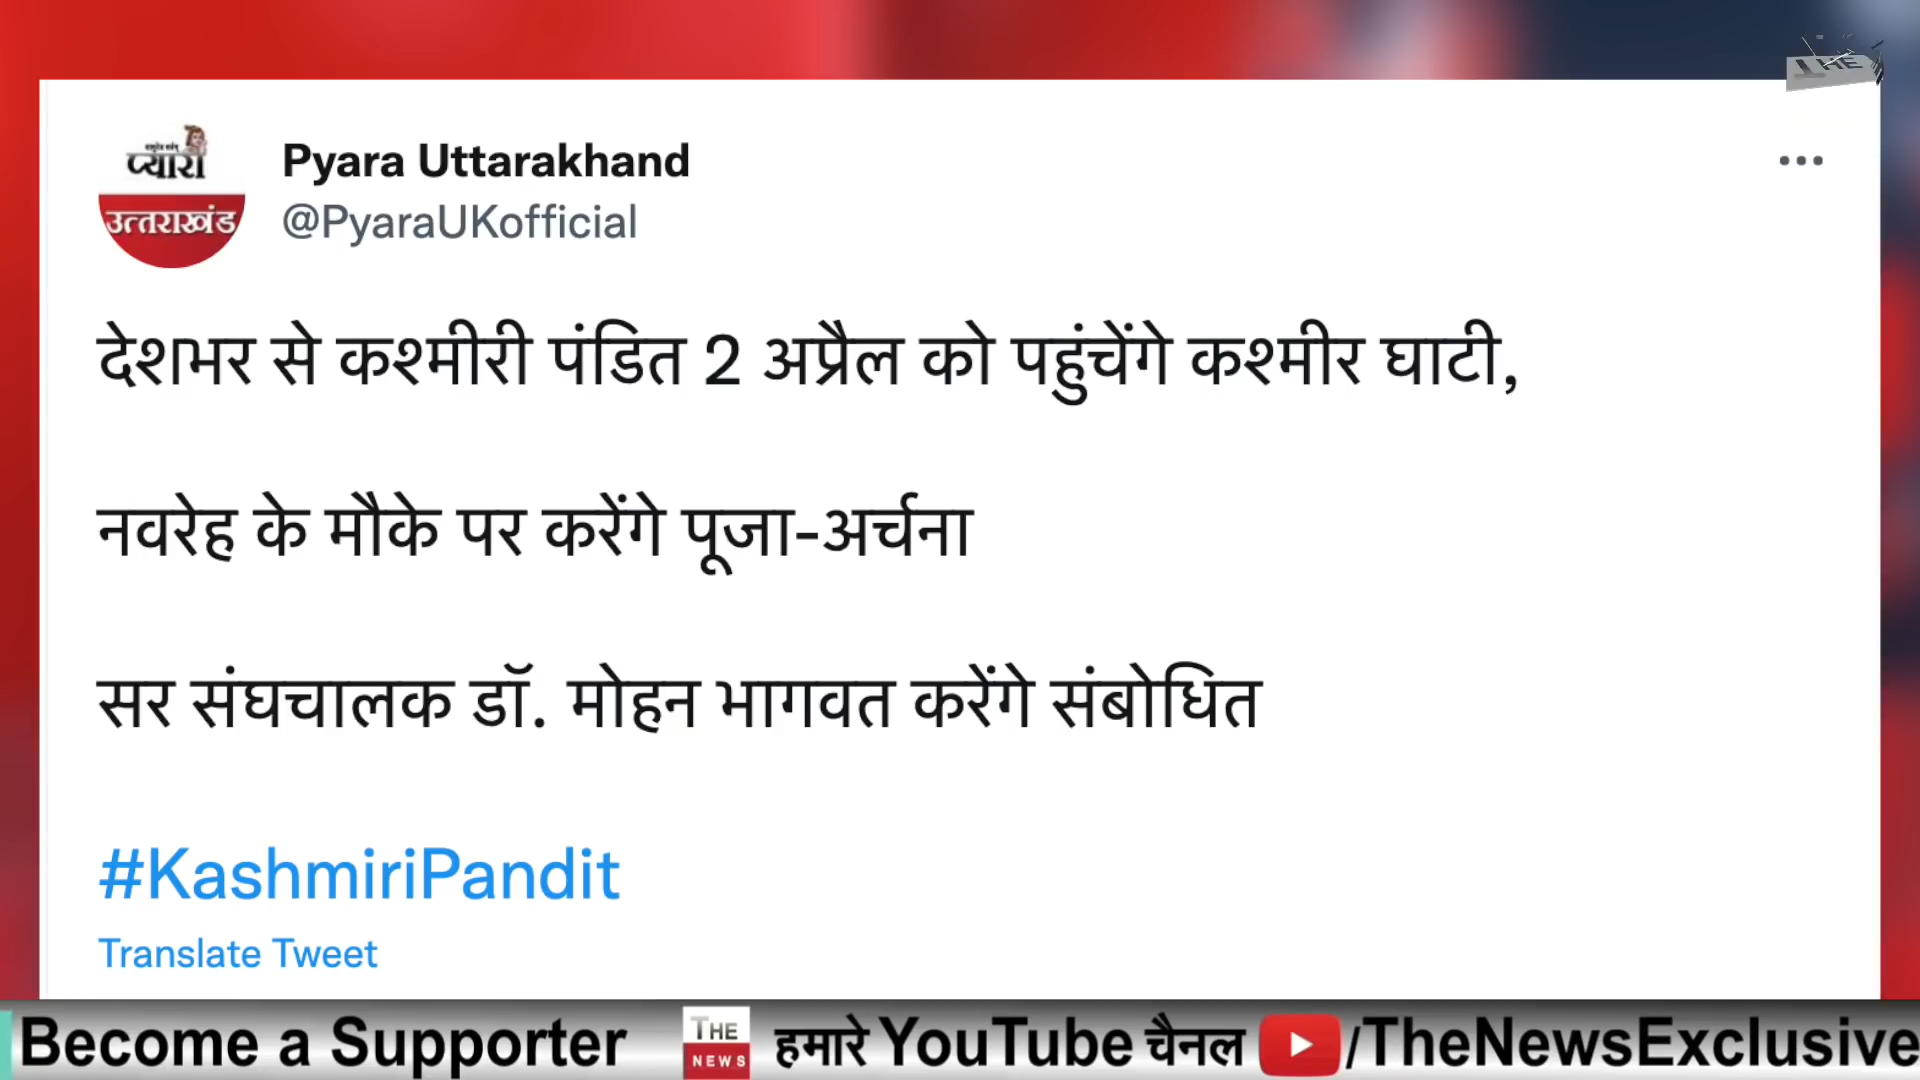 THE
प्यारा
उत्तराखंड
Pyara Uttarakhand
@PyaraUKofficial
देशभर से कश्मीरी पंडित 2 अप्रैल को पहुंचेंगे कश्मीर घाटी,
नवरेह के मौके पर करेंगे पूजा-अर्चना
सर संघचालक डॉ. मोहन भागवत करेंगे संबोधित
#KashmiriPandit
Translate Tweet
Become a Supporter THE NEWS हमारे YouTube चैनल /TheNewsExclusive